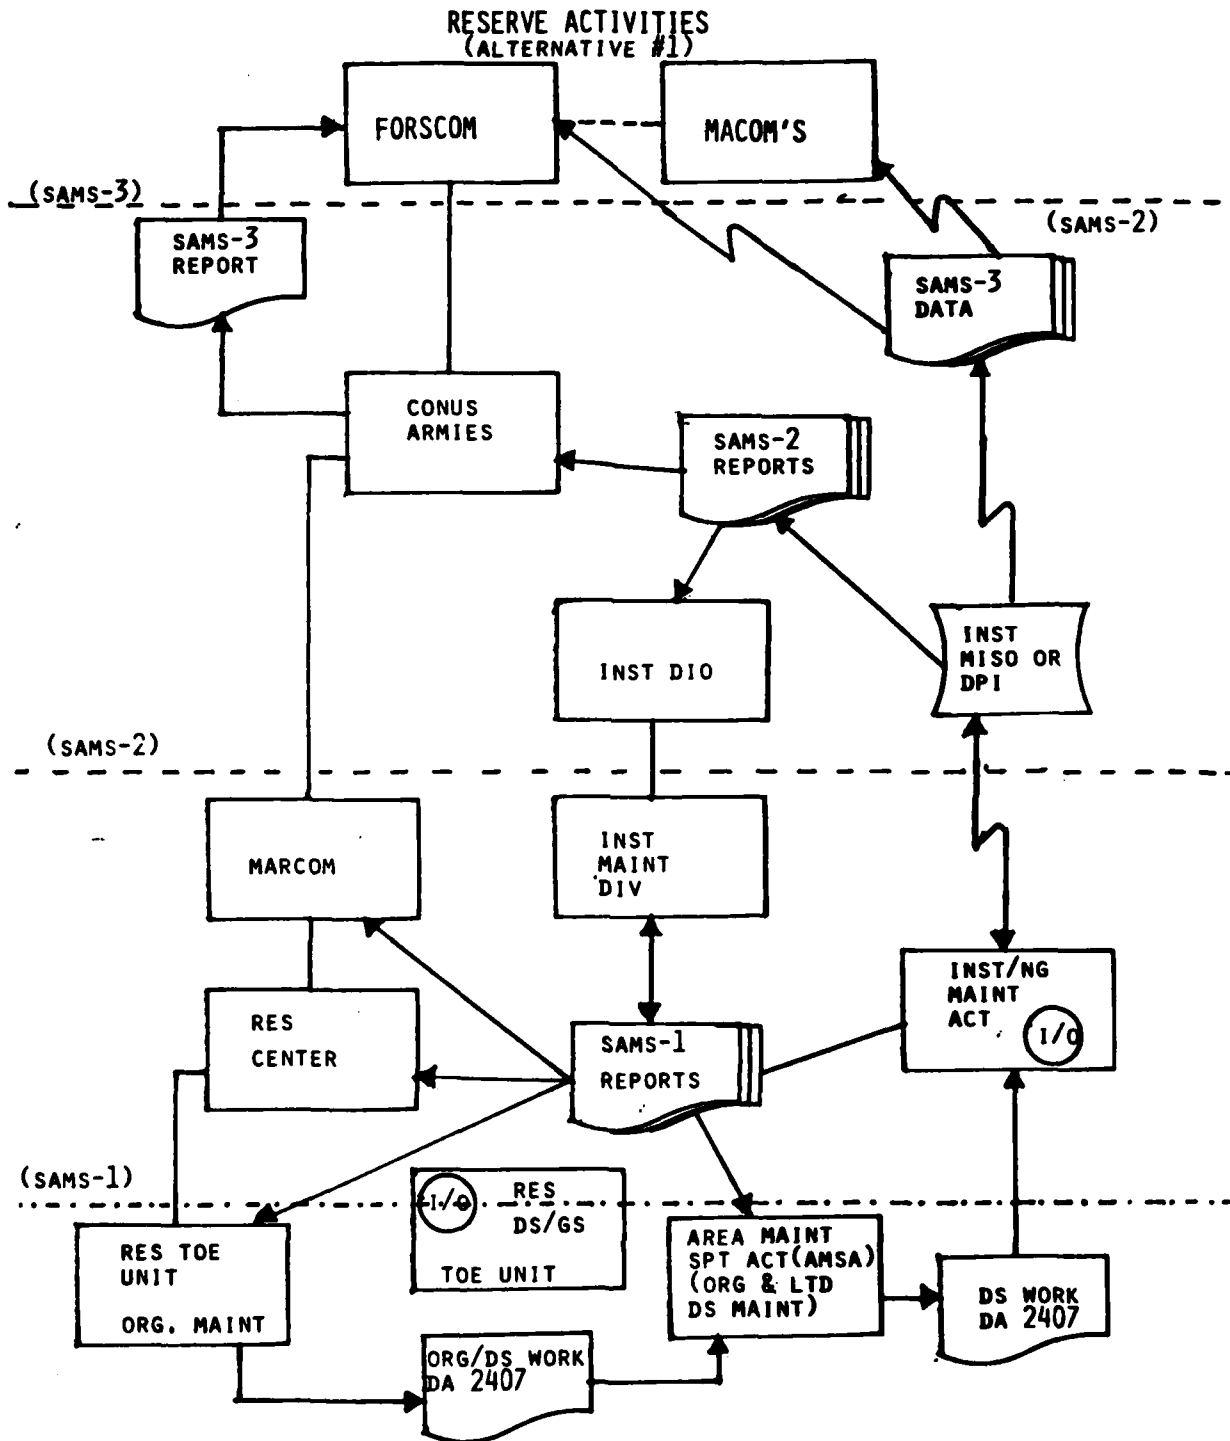 RESERVE ACTIVITIES
(ALTERNATIVE #1)
FORSCOM
MACOM'S
(SAMS-3)
(SAMS-2)
SAMS-3
REPORT
SAMS-3
DATA
CONUS
ARMIES
SAMS-2
REPORTS
INST DIO
INST
MISO OR
DPI
(SAMS-2)
MARCOM
INST
MAINT
DIV
INST/NG
MAINT
ACT
I/O
RES
CENTER
SAMS-1
REPORTS
(SAMS-1)
I/O
RES
DS/GS
TOE UNIT
RES TOE
UNIT
ORG. MAINT
AREA MAINT
SPT ACT(AMSA)
(ORG & LTD
DS MAINT)
DS WORK
DA 2407
ORG/DS WORK
DA 2407